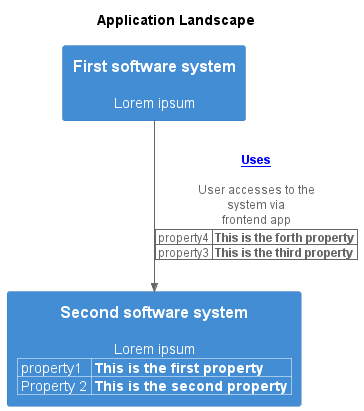 Application Landscape
First software system
Lorem ipsum
Uses
User accesses to the
system via
frontend app
property4 This is the forth property
property3 This is the third property
Second software system
Lorem ipsum
property1 This is the first property
Property 2 This is the second property